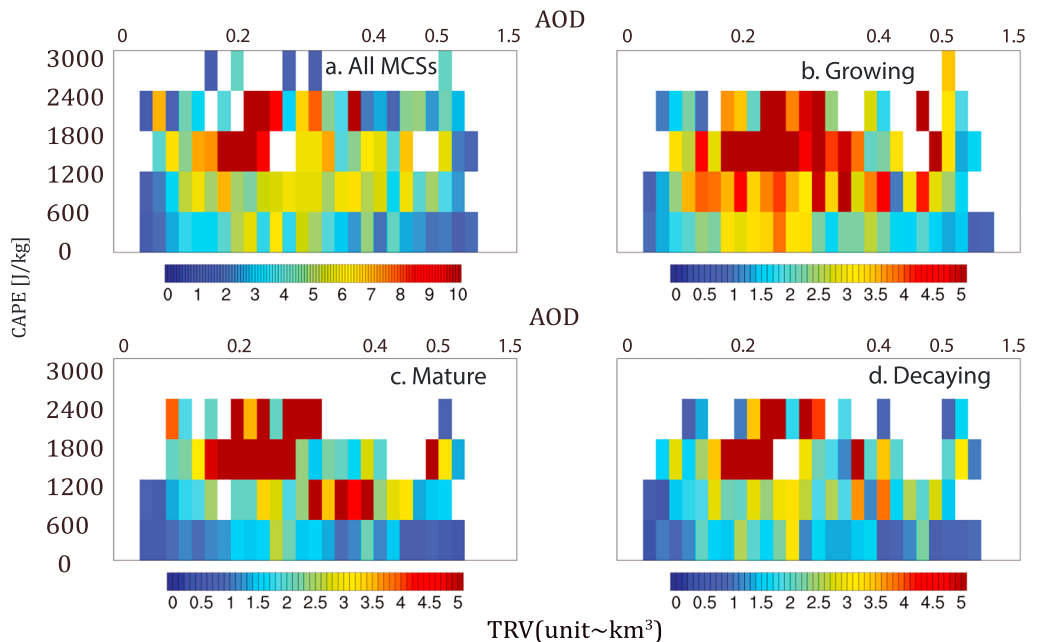 AOD
0 0.2 0.5 1.5
0 0.2 0.4 0.5 1.5
3000
2400
1800
1200
600
0
a. All MCSs
b. Growing
CAPE [J/kg]
0 1 2 3 4 5 6 7 8 9 10
0 0.5 1 1.5 2 2.5 3 3.5 4 4.5 5
AOD
0 0.2 0.4 0.5 1.5
0 0.2 0.4 0.5 1.5
3000
2400
1800
1200
600
0
c. Mature
d. Decaying
0 0.5 1 1.5 2 2.5 3 3.5 4 4.5 5
0 0.5 1 1.5 2 2.5 3 3.5 4 4.5 5
TRV(unit~km³)